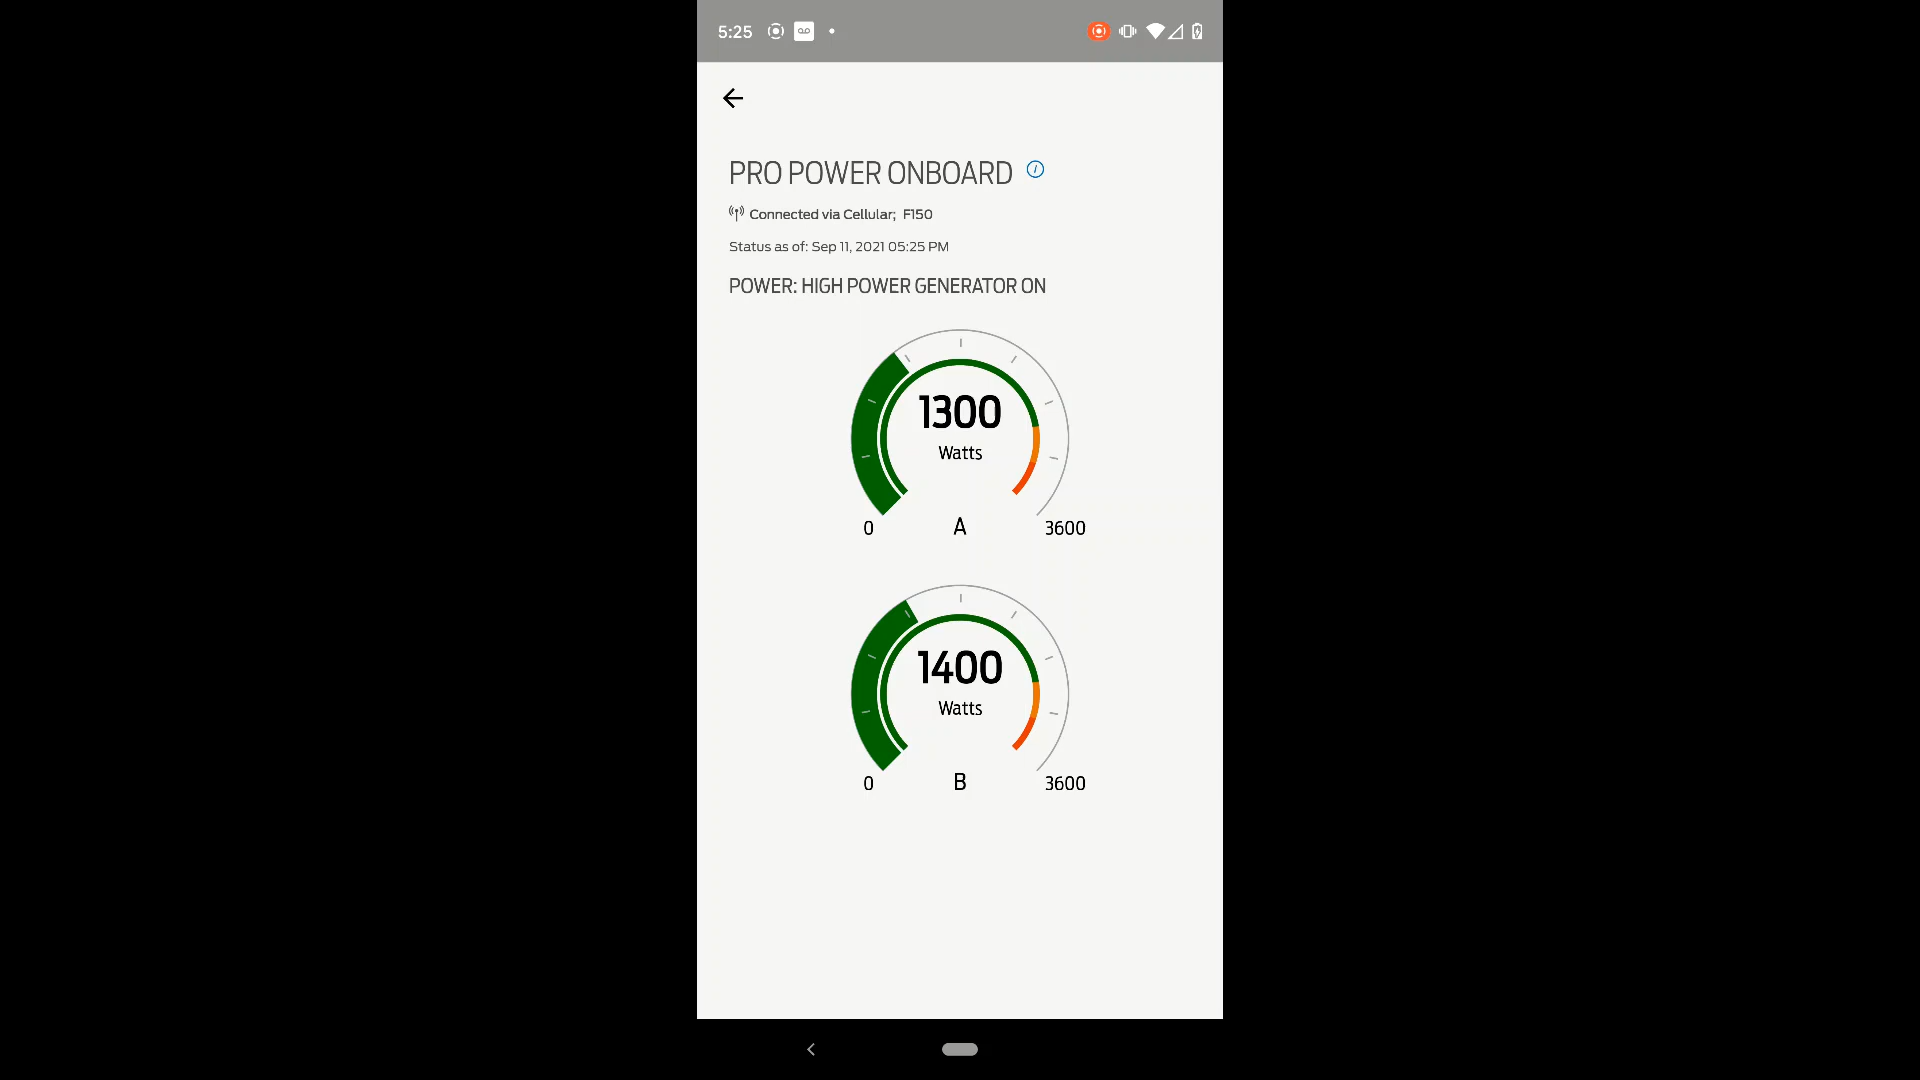 5:25
PRO POWER ONBOARD
Connected via Cellular; F150
Status as of: Sep 11, 2021 05:25 PM
POWER: HIGH POWER GENERATOR ON
1300
Watts
0 A 3600
1400
Watts
0 B 3600